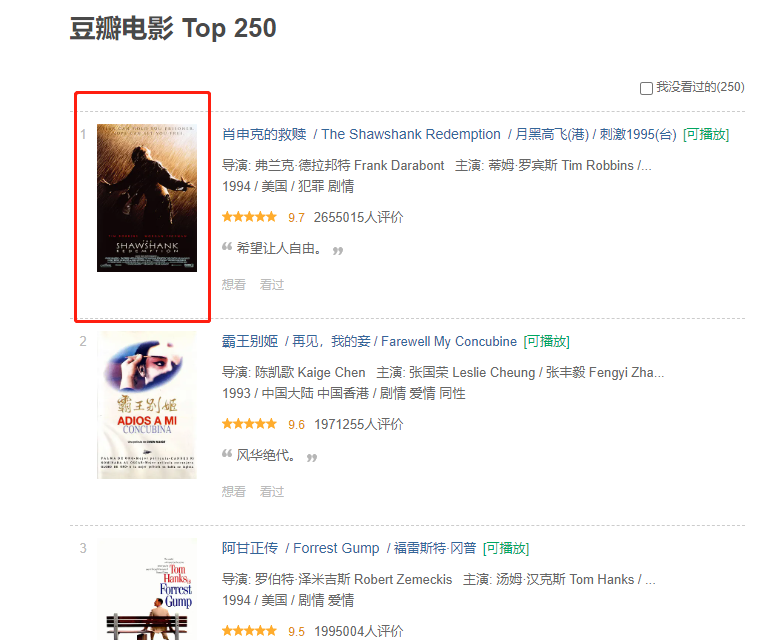 豆瓣电影 Top 250
我没看过的(250)
1
SHAWSHANK
REDEMPTION
肖申克的救赎 / The Shawshank Redemption / 月黑高飞(港) / 刺激1995(台) [可播放]
导演: 弗兰克·德拉邦特 Frank Darabont 主演: 蒂姆·罗宾斯 Tim Robbins /...
1994 / 美国 / 犯罪 剧情
9.7 2655015人评价
“ 希望让人自由。 ”
想看 看过
2
霸王别姬
ADIOS A MI
CONCUBINA
霸王别姬 / 再见，我的妾 / Farewell My Concubine [可播放]
导演: 陈凯歌 Kaige Chen 主演: 张国荣 Leslie Cheung / 张丰毅 Fengyi Zha...
1993 / 中国大陆 中国香港 / 剧情 爱情 同性
9.6 1971255人评价
“ 风华绝代。 ”
想看 看过
3
Tom
Hanks
Forrest
Gump
阿甘正传 / Forrest Gump / 福雷斯特·冈普 [可播放]
导演: 罗伯特·泽米吉斯 Robert Zemeckis 主演: 汤姆·汉克斯 Tom Hanks / ...
1994 / 美国 / 剧情 爱情
9.5 1995004人评价